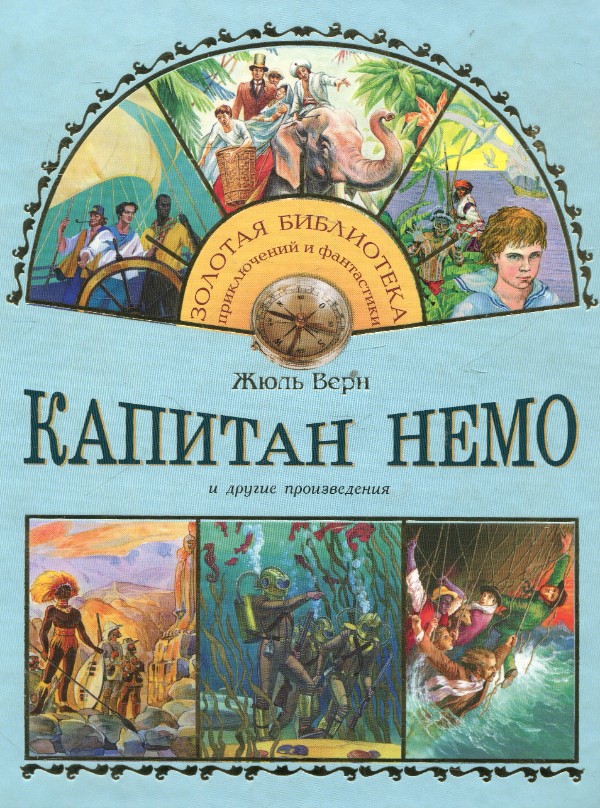 ЗОЛОТАЯ БИБЛИОТЕКА
приключений и фантастики
Жюль Верн
КАПИТАН НЕМО
и другие произведения